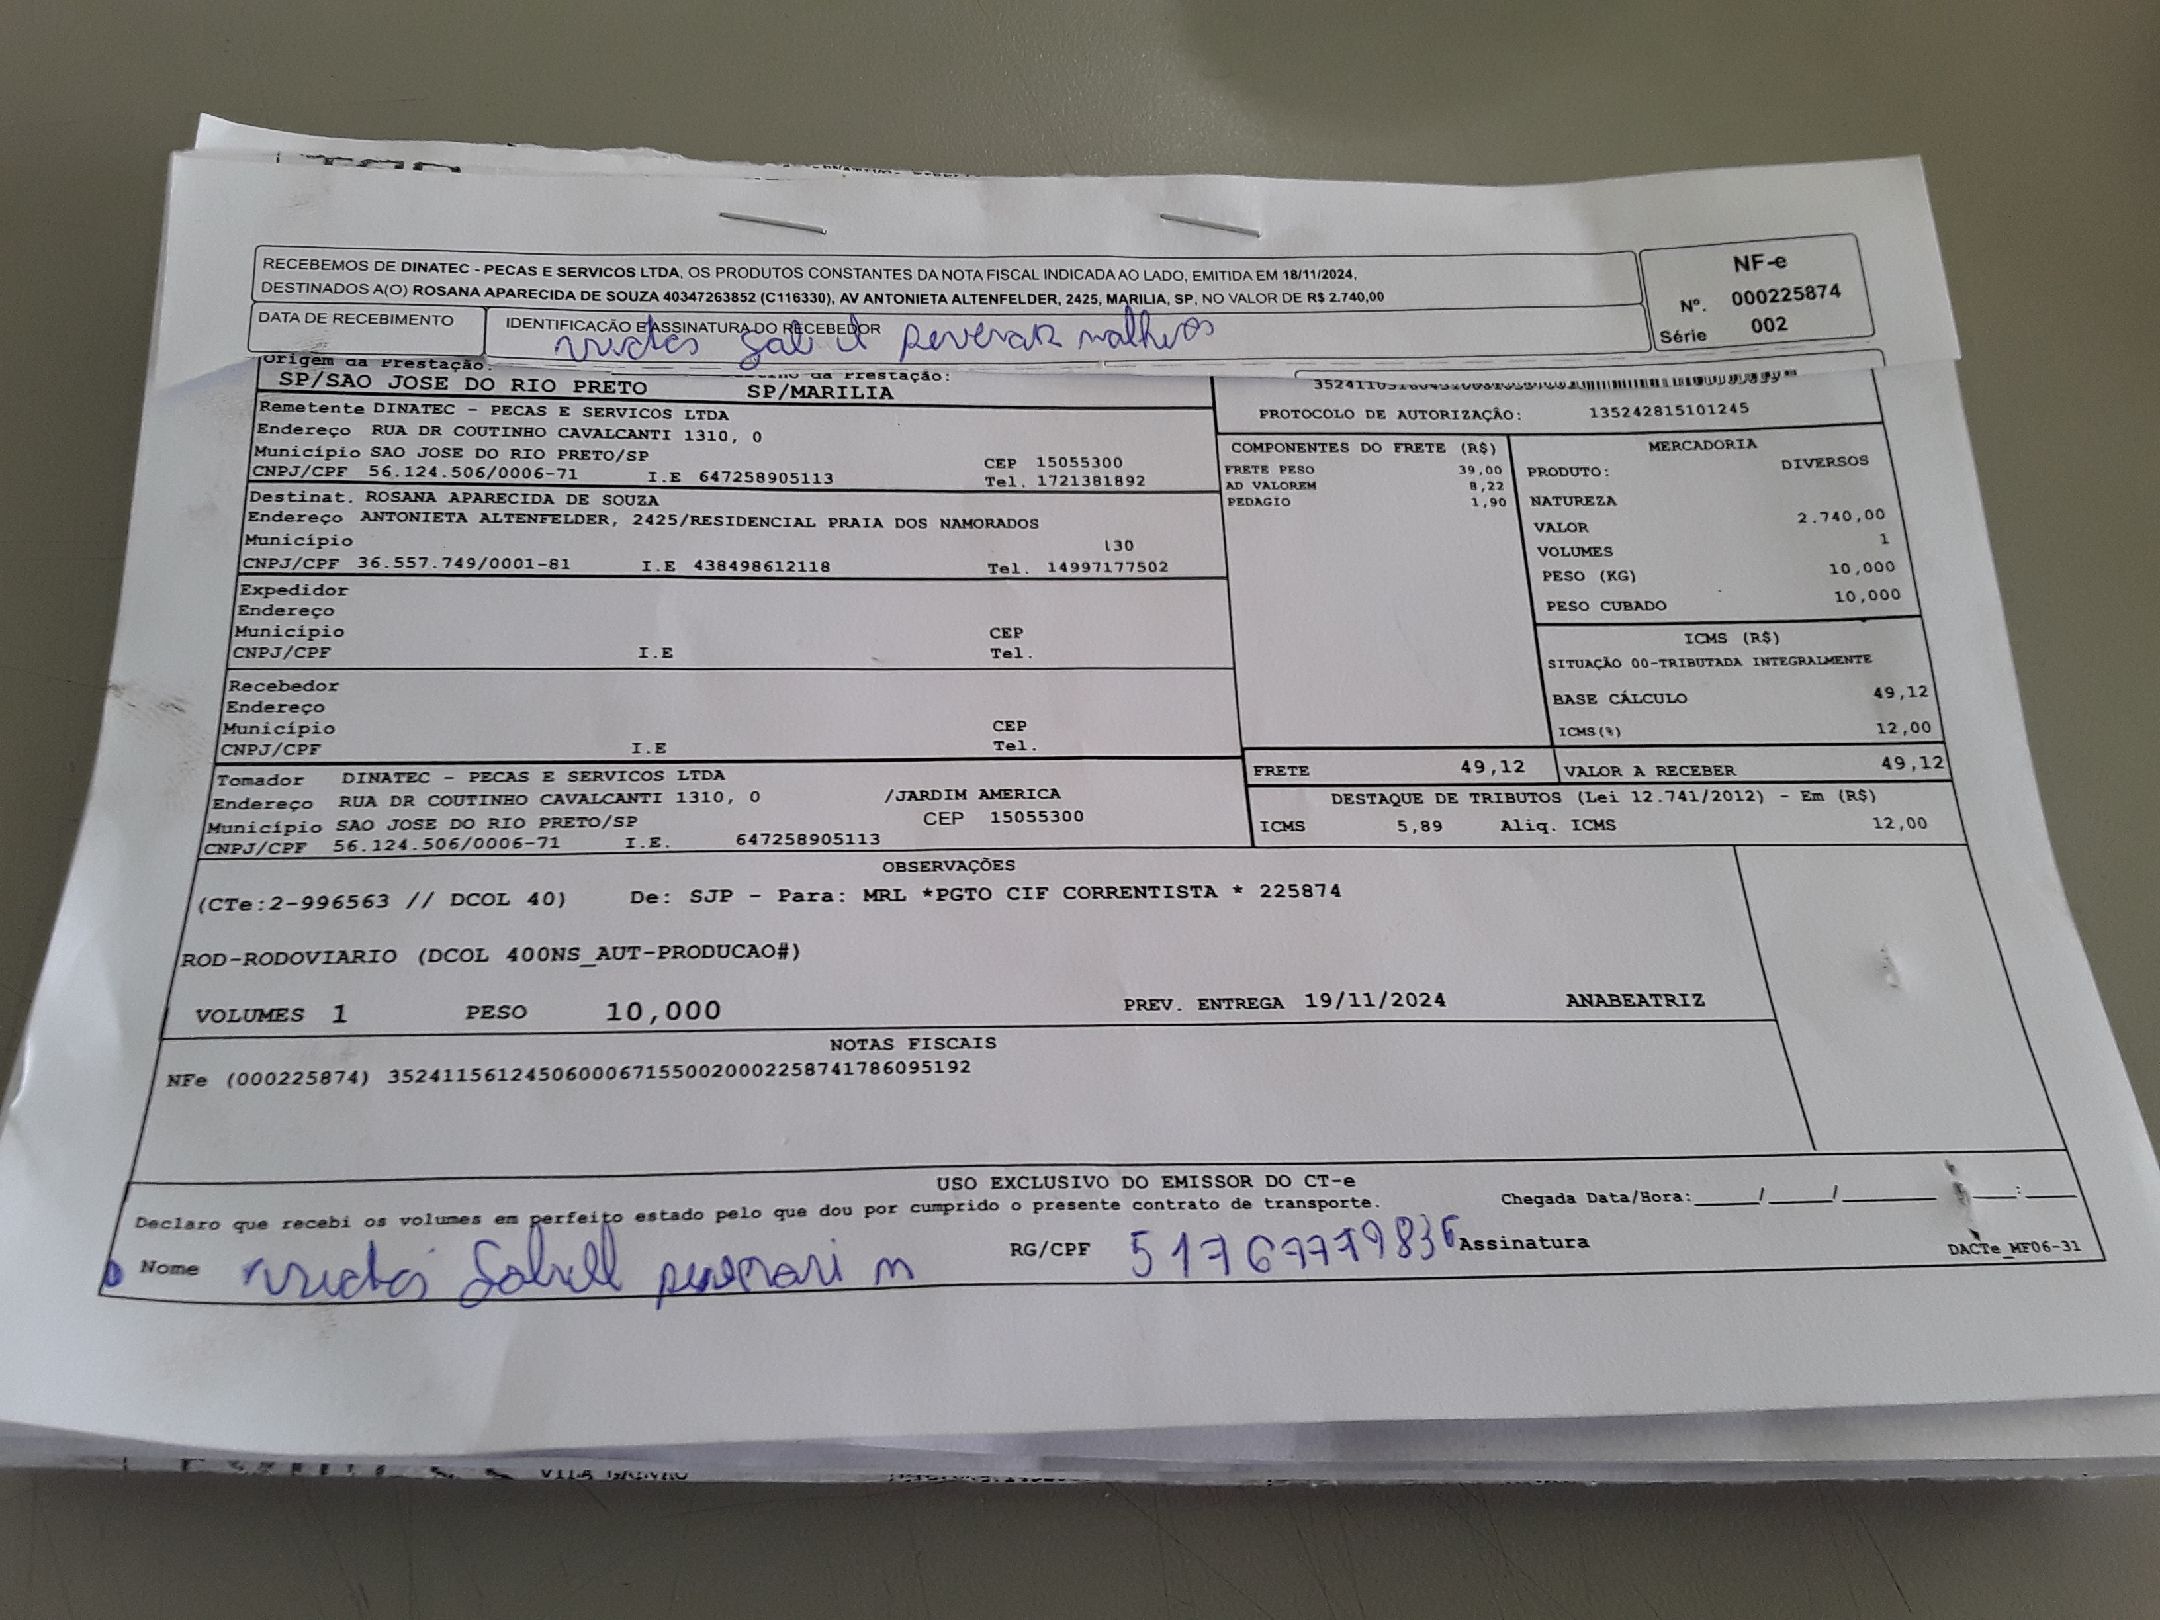 RECEBEMOS DE DINATEC - PECAS E SERVICOS LTDA, OS PRODUTOS CONSTANTES DA NOTA FISCAL INDICADA AO LADO, EMITIDA EM 18/11/2024,
DESTINADOS A(O) ROSANA APARECIDA DE SOUZA 40347263852 (C116330), AV ANTONIETA ALTENFELDER, 2425, MARILIA, SP, NO VALOR DE R$ 2.740,00
DATA DE RECEBIMENTO
IDENTIFICACÃO E ASSINATURA DO RECEBEDOR
NF-e
Nº. 000225874
Série 002
Origem da Prestação:
da Prestação:
SP/SAO JOSE DO RIO PRETO SP/MARILIA
Remetente DINATEC - PECAS E SERVICOS LTDA
Endereço RUA DR COUTINHO CAVALCANTI 1310, 0
Município SAO JOSE DO RIO PRETO/SP CEP 15055300
CNPJ/CPF 56.124.506/0006-71 I.E 647258905113 Tel. 1721381892
Destinat. ROSANA APARECIDA DE SOUZA
Endereço ANTONIETA ALTENFELDER, 2425/RESIDENCIAL PRAIA DOS NAMORADOS
Município 130
CNPJ/CPF 36.557.749/0001-81 I.E 438498612118 Tel. 14997177502
Expedidor
Endereço
Município CEP
CNPJ/CPF I.E Tel.
Recebedor
Endereço
Município CEP
CNPJ/CPF I.E Tel.
Tomador DINATEC - PECAS E SERVICOS LTDA
Endereço RUA DR COUTINHO CAVALCANTI 1310, 0 /JARDIM AMERICA
Município SAO JOSE DO RIO PRETO/SP CEP 15055300
CNPJ/CPF 56.124.506/0006-71 I.E. 647258905113
PROTOCOLO DE AUTORIZAÇÃO: 135242815101245
COMPONENTES DO FRETE (R$)
FRETE PESO 39,00
AD VALOREM 8,22
PEDAGIO 1,90
MERCADORIA
PRODUTO: DIVERSOS
NATUREZA
VALOR 2.740,00
VOLUMES 1
PESO (KG) 10,000
PESO CUBADO 10,000
ICMS (R$)
SITUAÇÃO 00-TRIBUTADA INTEGRALMENTE
BASE CÁLCULO 49,12
ICMS(%) 12,00
FRETE 49,12 VALOR A RECEBER 49,12
DESTAQUE DE TRIBUTOS (Lei 12.741/2012) - Em (R$)
ICMS 5,89 Aliq. ICMS 12,00
OBSERVAÇÕES
(CTe:2-996563 // DCOL 40) De: SJP - Para: MRL *PGTO CIF CORRENTISTA * 225874
ROD-RODOVIARIO (DCOL 400NS_AUT-PRODUCAO#)
VOLUMES 1 PESO 10,000 PREV. ENTREGA 19/11/2024 ANABEATRIZ
NOTAS FISCAIS
NFe (000225874) 35241156124506000671550020002258741786095192
USO EXCLUSIVO DO EMISSOR DO CT-e
Declaro que recebi os volumes em perfeito estado pelo que dou por cumprido o presente contrato de transporte. Chegada Data/Hora:____/____/______ ____:____
Nome RG/CPF 51767779836 Assinatura
DACTe_MF06-31